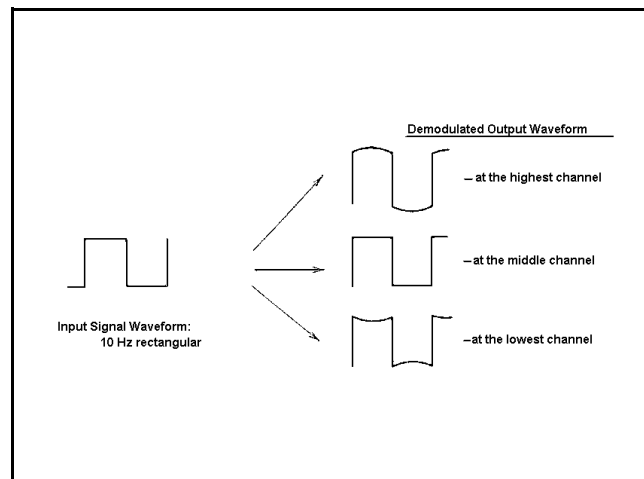 Demodulated Output Waveform
– at the highest channel
– at the middle channel
Input Signal Waveform:
10 Hz rectangular
– at the lowest channel